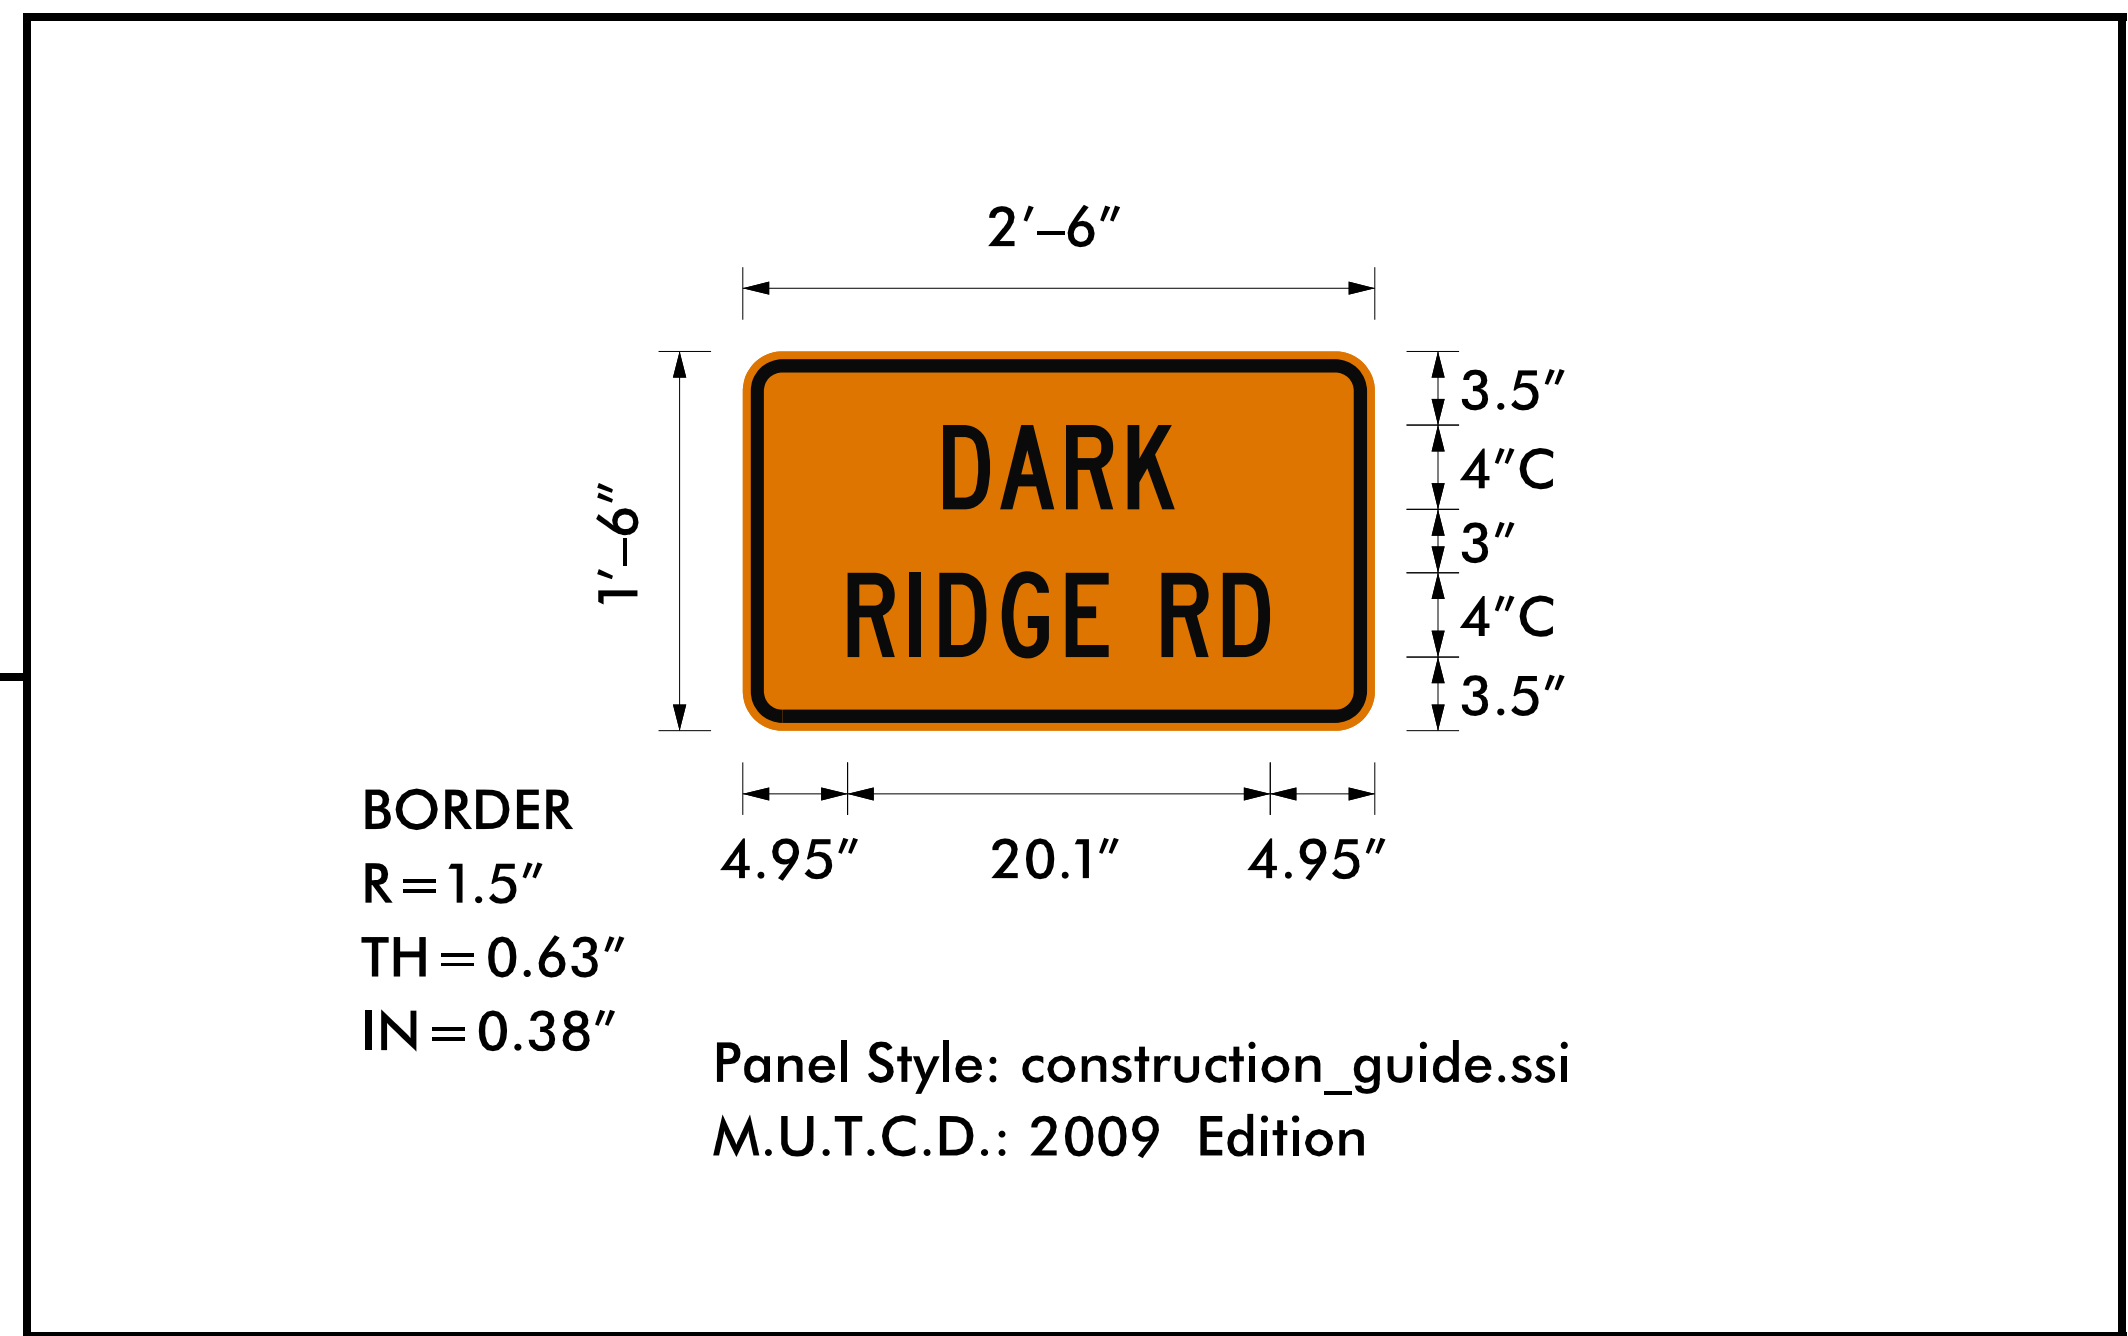 2'–6"
1'–6"
DARK
RIDGE RD
3.5"
4"C
3"
4"C
3.5"
4.95" 20.1" 4.95"
BORDER
R=1.5"
TH=0.63"
IN=0.38"
Panel Style: construction_guide.ssi
M.U.T.C.D.: 2009 Edition